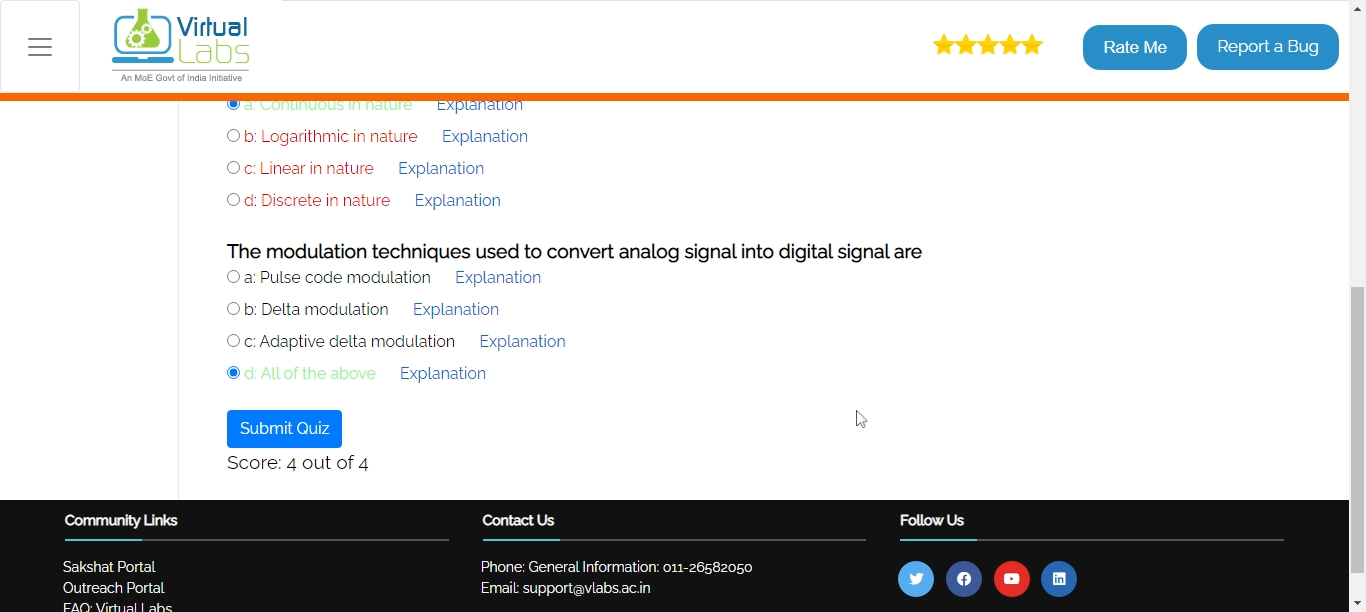 Virtual
Labs
An MoE Govt of India Initiative
Rate Me
Report a Bug
a: Continuous in nature Explanation
b: Logarithmic in nature Explanation
c: Linear in nature Explanation
d: Discrete in nature Explanation
The modulation techniques used to convert analog signal into digital signal are
a: Pulse code modulation Explanation
b: Delta modulation Explanation
c: Adaptive delta modulation Explanation
d: All of the above Explanation
Submit Quiz
Score: 4 out of 4
Community Links
Sakshat Portal
Outreach Portal
FAQ: Virtual Labs
Contact Us
Phone: General Information: 011-26582050
Email: support@vlabs.ac.in
Follow Us